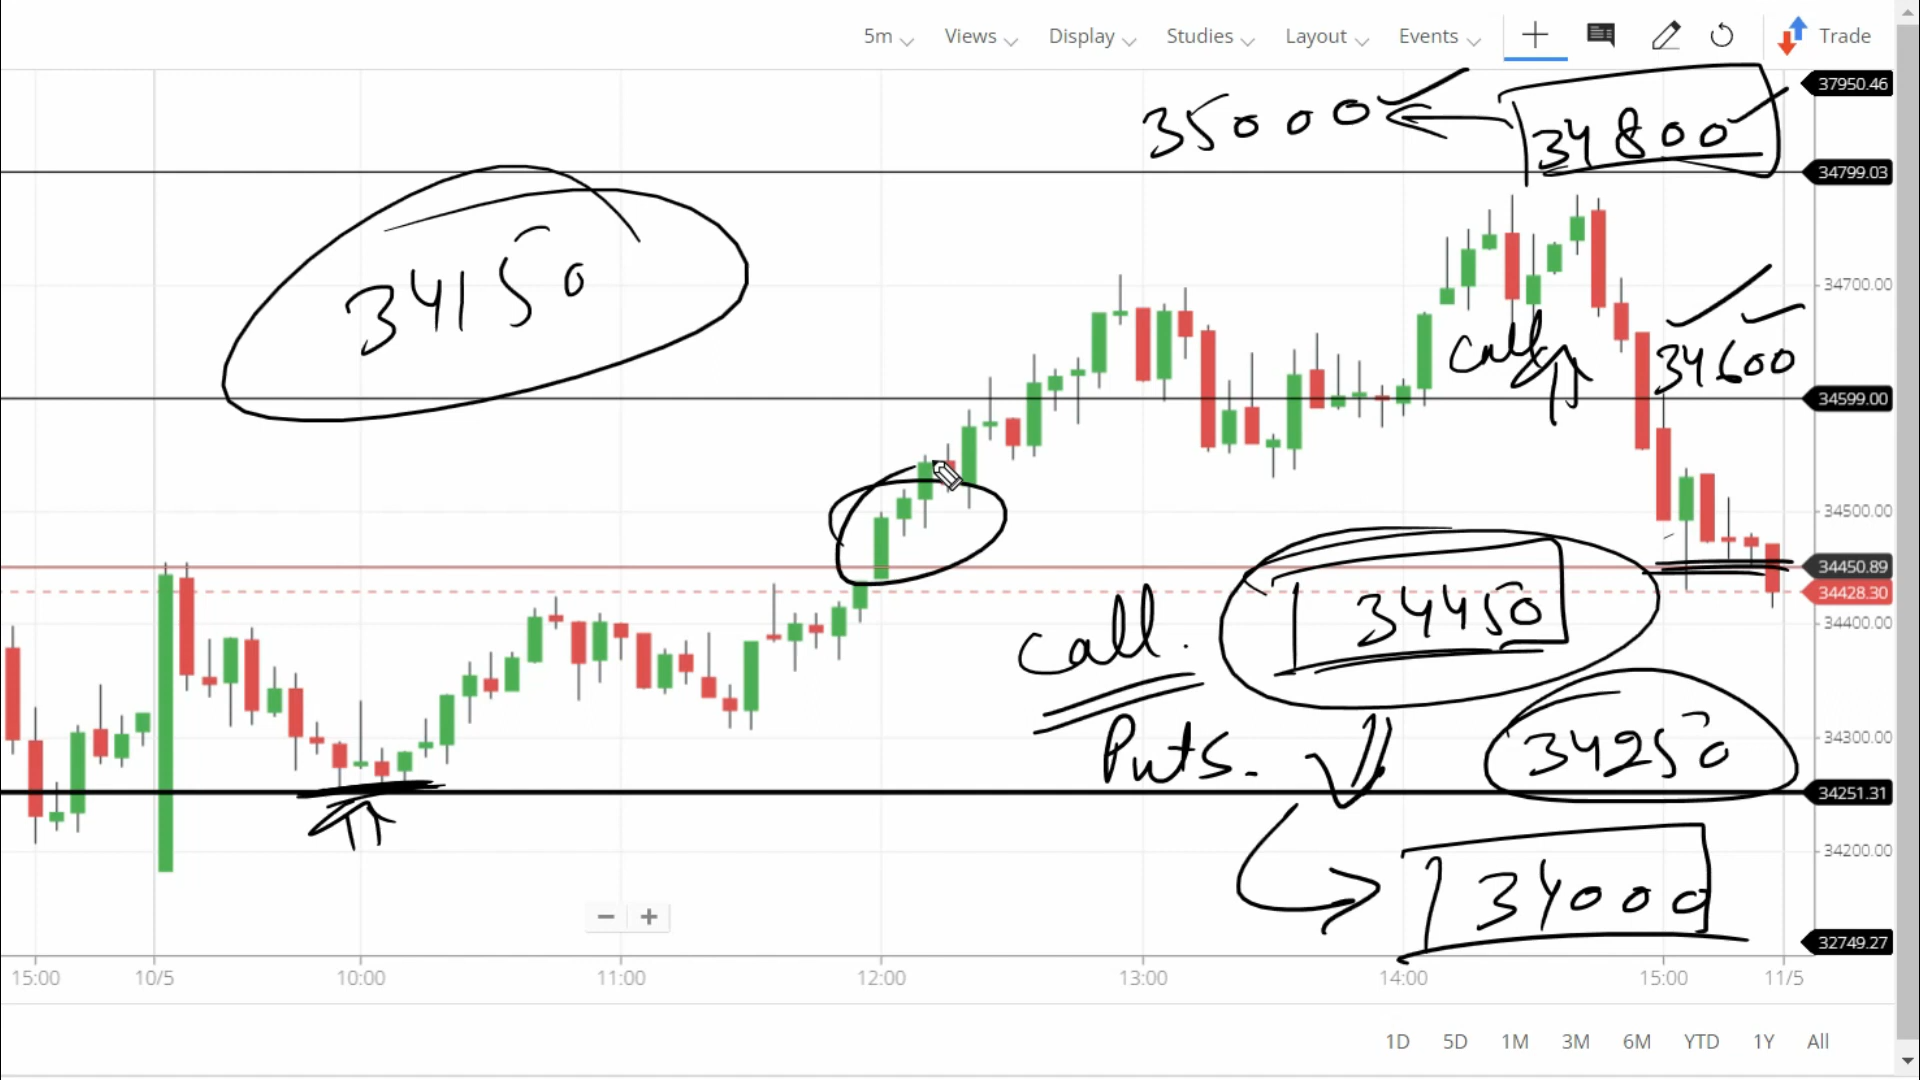 5m Views Display Studies Layout Events Trade
37950.46
35000 34800
34799.03
34150
34700.00
call 34600
34599.00
34500.00
34450.89
34428.30
34450
34400.00
call.
Puts. 34250
34300.00
34251.31
34200.00
34000
32749.27
15:00 10/5 10:00 11:00 12:00 13:00 14:00 15:00 11/5
1D 5D 1M 3M 6M YTD 1Y All